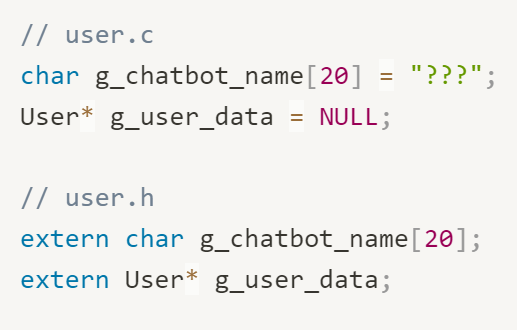 // user.c
char g_chatbot_name[20] = "???";
User* g_user_data = NULL;
// user.h
extern char g_chatbot_name[20];
extern User* g_user_data;